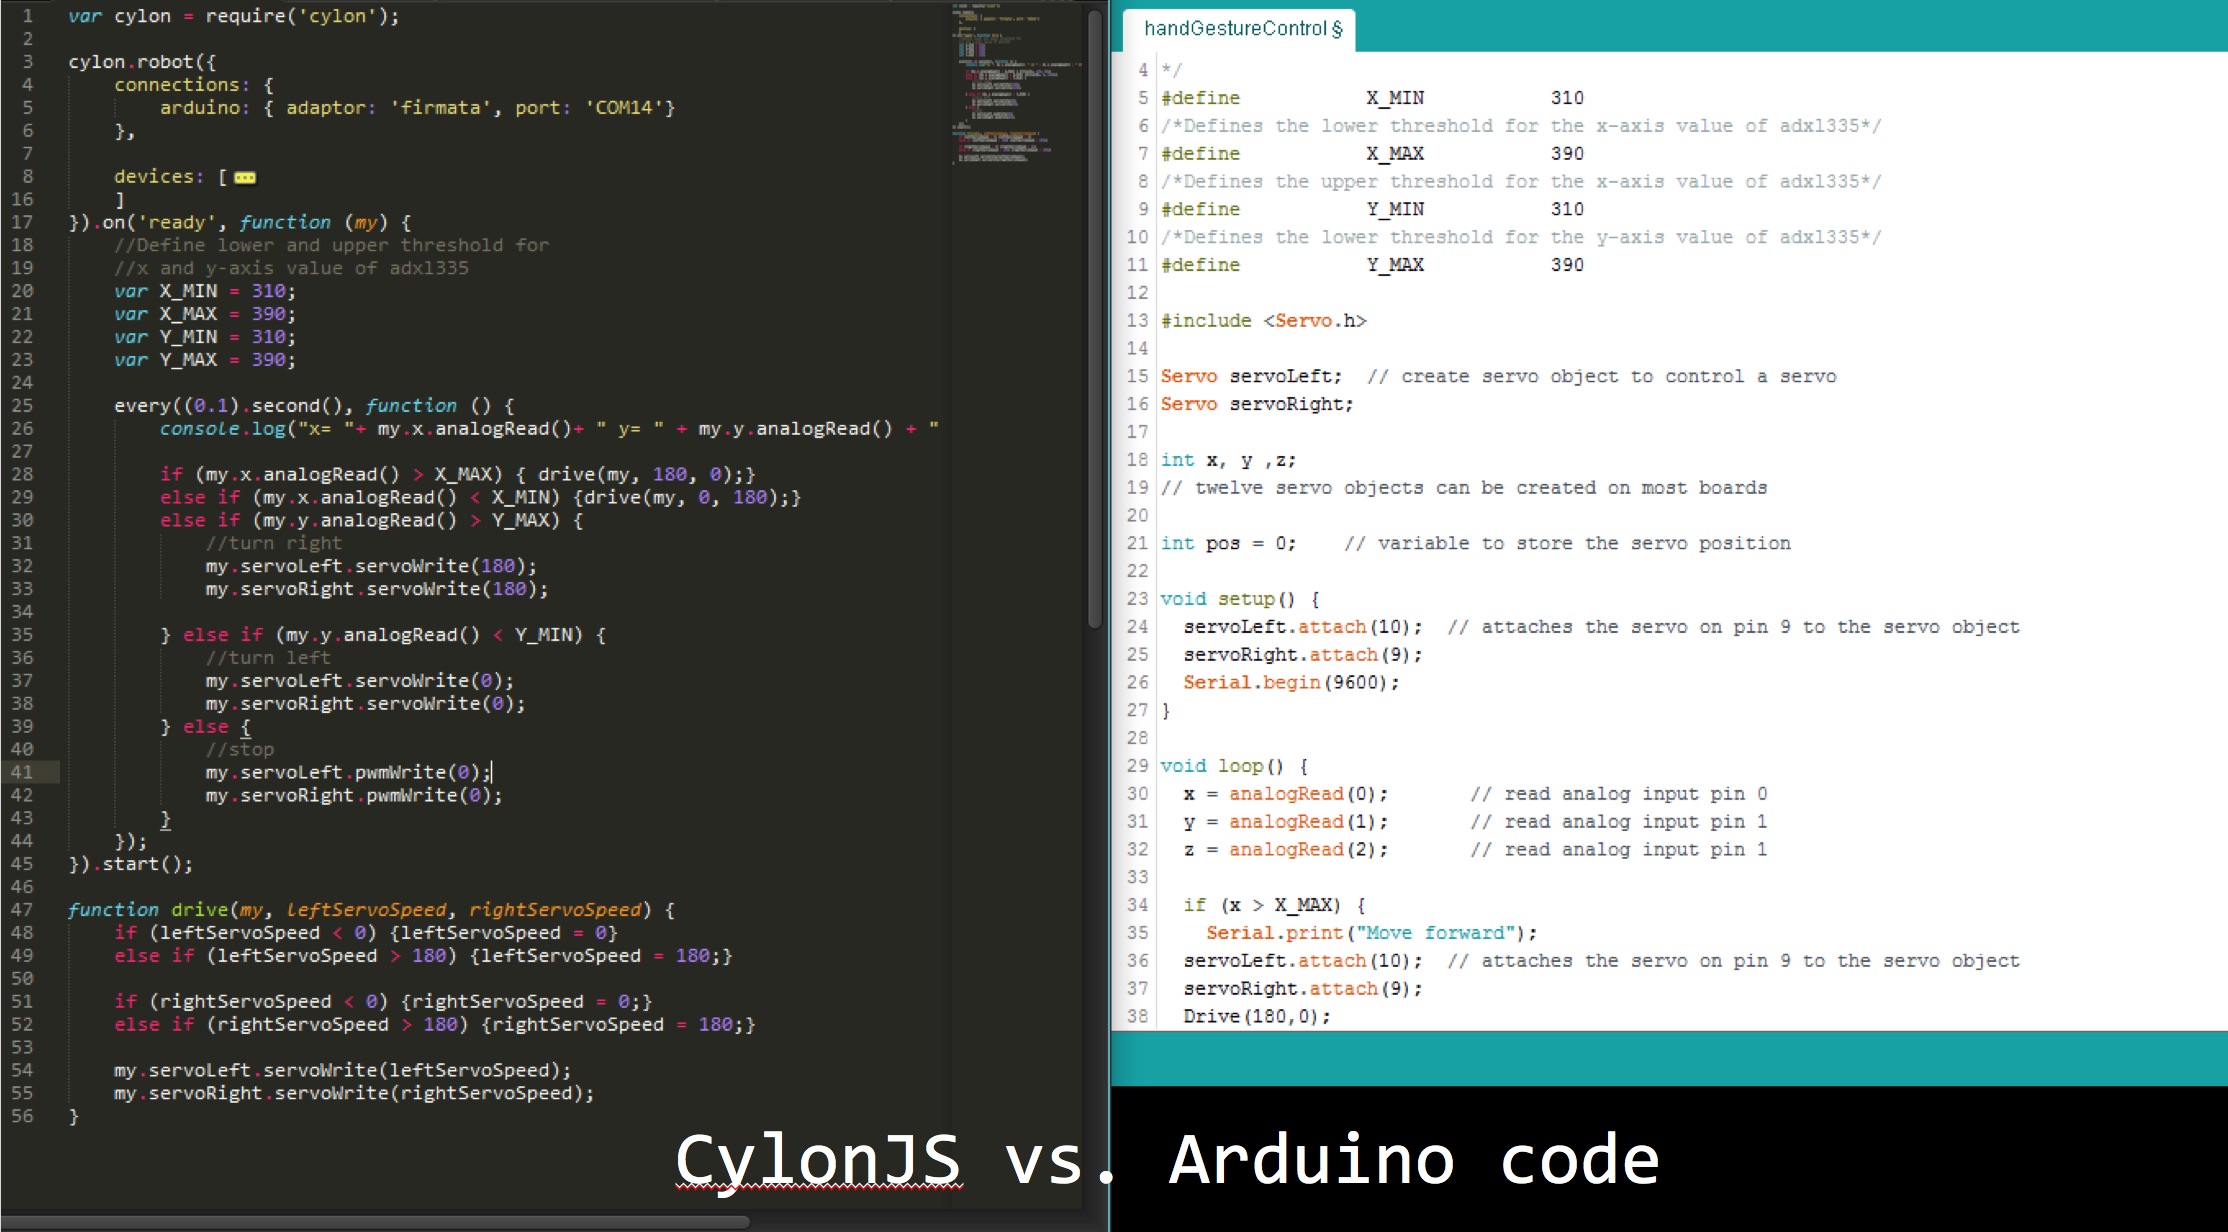 1 var cylon = require('cylon');
2
3 cylon.robot({
4 connections: {
5 arduino: { adaptor: 'firmata', port: 'COM14'}
6 },
7
8 devices: [
16 ]
17 }).on('ready', function (my) {
18 //Define lower and upper threshold for
19 //x and y-axis value of adxl335
20 var X_MIN = 310;
21 var X_MAX = 390;
22 var Y_MIN = 310;
23 var Y_MAX = 390;
24
25 every((0.1).second(), function () {
26 console.log("x= "+ my.x.analogRead()+ " y= " + my.y.analogRead() + "
27
28 if (my.x.analogRead() > X_MAX) { drive(my, 180, 0);}
29 else if (my.x.analogRead() < X_MIN) {drive(my, 0, 180);}
30 else if (my.y.analogRead() > Y_MAX) {
31 //turn right
32 my.servoLeft.servoWrite(180);
33 my.servoRight.servoWrite(180);
34
35 } else if (my.y.analogRead() < Y_MIN) {
36 //turn left
37 my.servoLeft.servoWrite(0);
38 my.servoRight.servoWrite(0);
39 } else {
40 //stop
41 my.servoLeft.pwmWrite(0);
42 my.servoRight.pwmWrite(0);
43 }
44 });
45 }).start();
46
47 function drive(my, leftServoSpeed, rightServoSpeed) {
48 if (leftServoSpeed < 0) {leftServoSpeed = 0}
49 else if (leftServoSpeed > 180) {leftServoSpeed = 180;}
50
51 if (rightServoSpeed < 0) {rightServoSpeed = 0;}
52 else if (rightServoSpeed > 180) {rightServoSpeed = 180;}
53
54 my.servoLeft.servoWrite(leftServoSpeed);
55 my.servoRight.servoWrite(rightServoSpeed);
56 }
handGestureControl §
4 */
5 #define X_MIN 310
6 /*Defines the lower threshold for the x-axis value of adxl335*/
7 #define X_MAX 390
8 /*Defines the upper threshold for the x-axis value of adxl335*/
9 #define Y_MIN 310
10 /*Defines the lower threshold for the y-axis value of adxl335*/
11 #define Y_MAX 390
12
13 #include <Servo.h>
14
15 Servo servoLeft; // create servo object to control a servo
16 Servo servoRight;
17
18 int x, y ,z;
19 // twelve servo objects can be created on most boards
20
21 int pos = 0; // variable to store the servo position
22
23 void setup() {
24 servoLeft.attach(10); // attaches the servo on pin 9 to the servo object
25 servoRight.attach(9);
26 Serial.begin(9600);
27 }
28
29 void loop() {
30 x = analogRead(0); // read analog input pin 0
31 y = analogRead(1); // read analog input pin 1
32 z = analogRead(2); // read analog input pin 1
33
34 if (x > X_MAX) {
35 Serial.print("Move forward");
36 servoLeft.attach(10); // attaches the servo on pin 9 to the servo object
37 servoRight.attach(9);
38 Drive(180,0);
CylonJS vs. Arduino code